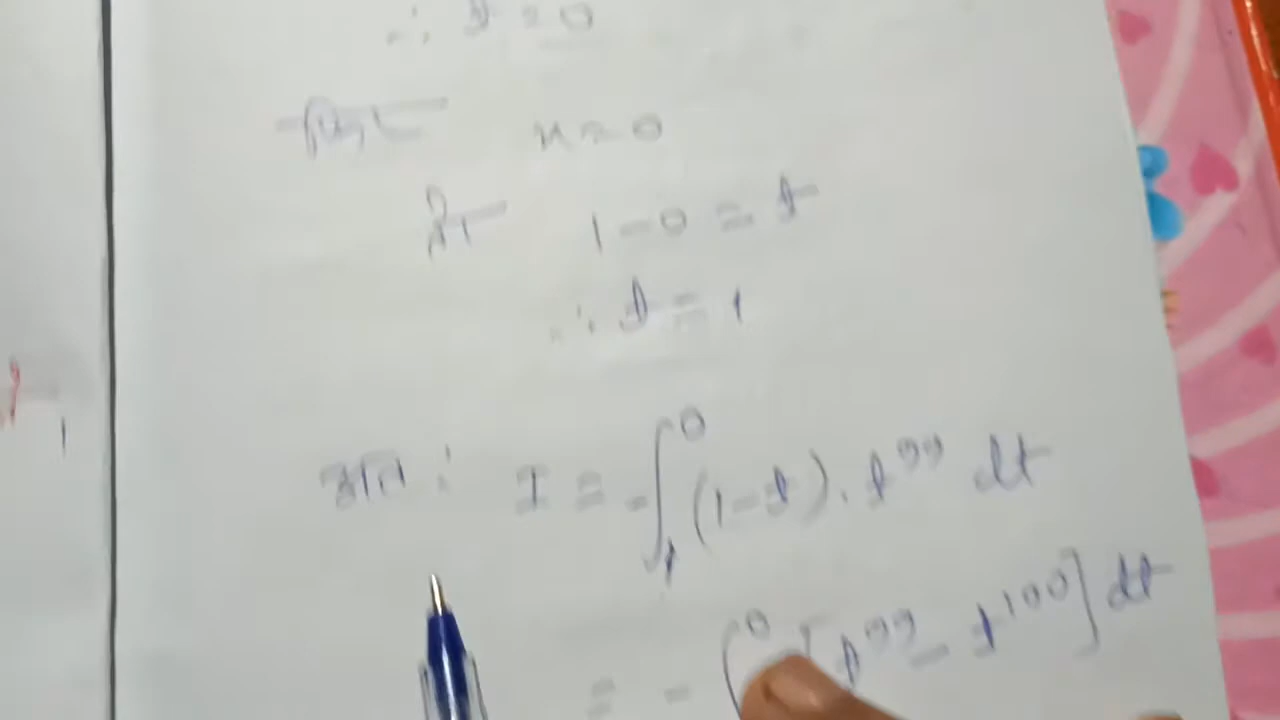 ∴ t = 0
x = 0
तो 1 - 0 = t
∴ t = 1
अतः I = -∫₁⁰ (1-t). t⁹⁹ dt
= - ∫⁰ [t⁹⁹ - t¹⁰⁰] dt